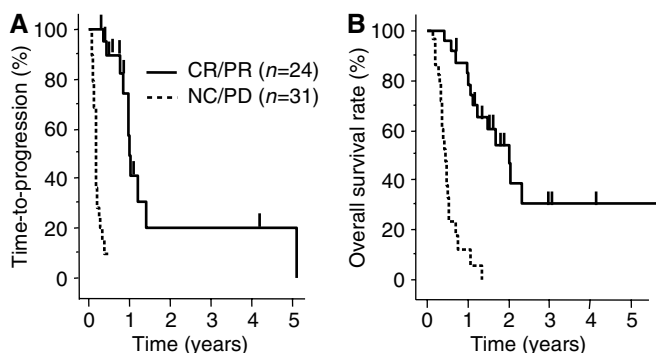 A
Time-to-progression (%)
100
80
60
40
20
0
CR/PR (n=24)
NC/PD (n=31)
0 1 2 3 4 5
Time (years)
B
Overall survival rate (%)
100
80
60
40
20
0
0 1 2 3 4 5
Time (years)